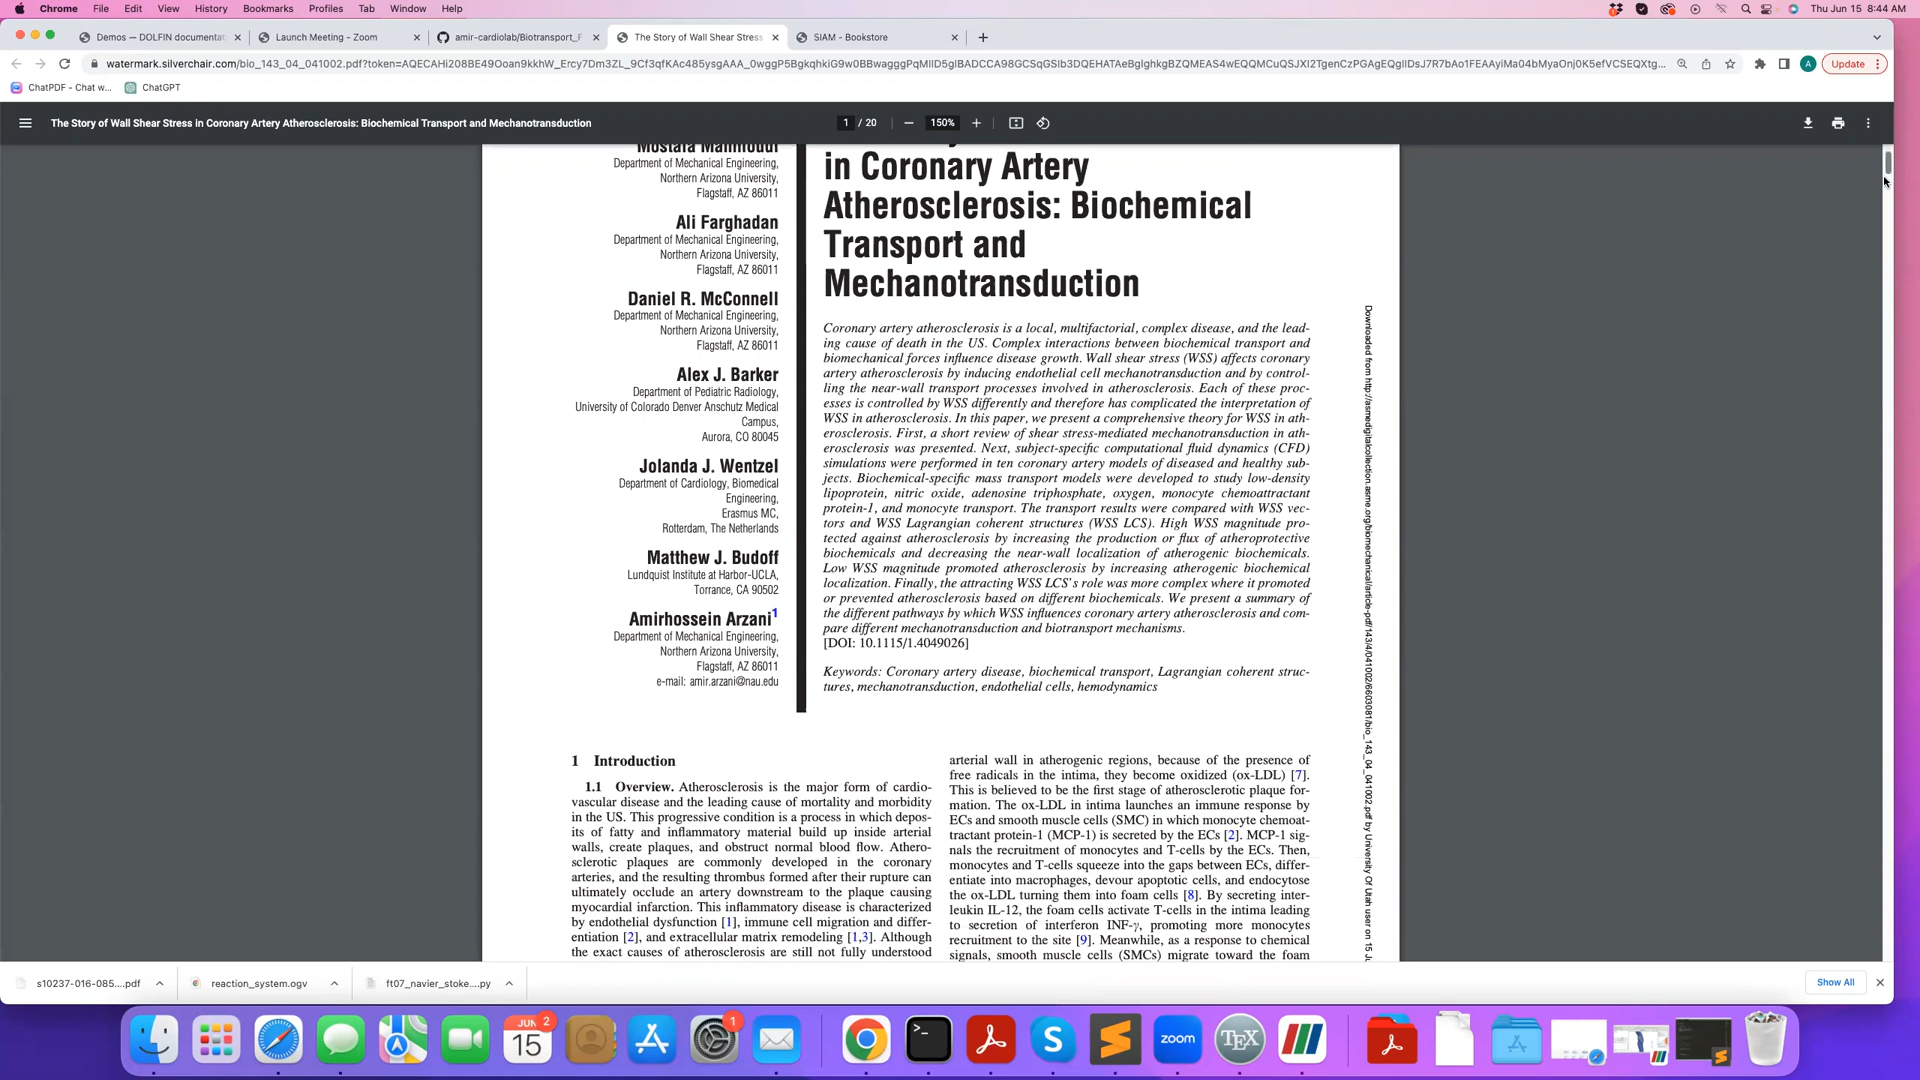 Chrome File Edit View History Bookmarks Profiles Tab Window Help Thu Jun 15 8:44 AM
Demos — DOLFIN documentat Launch Meeting - Zoom amir-cardiolab/Biotransport_F The Story of Wall Shear Stress SIAM - Bookstore
Update
ChatPDF - Chat w... ChatGPT
The Story of Wall Shear Stress in Coronary Artery Atherosclerosis: Biochemical Transport and Mechanotransduction 1 / 20 150%
Mostafa Mahmoudi
Department of Mechanical Engineering,
Northern Arizona University,
Flagstaff, AZ 86011
Ali Farghadan
Department of Mechanical Engineering,
Northern Arizona University,
Flagstaff, AZ 86011
Daniel R. McConnell
Department of Mechanical Engineering,
Northern Arizona University,
Flagstaff, AZ 86011
Alex J. Barker
Department of Pediatric Radiology,
University of Colorado Denver Anschutz Medical
Campus,
Aurora, CO 80045
Jolanda J. Wentzel
Department of Cardiology, Biomedical
Engineering,
Erasmus MC,
Rotterdam, The Netherlands
Matthew J. Budoff
Lundquist Institute at Harbor-UCLA,
Torrance, CA 90502
Amirhossein Arzani1
Department of Mechanical Engineering,
Northern Arizona University,
Flagstaff, AZ 86011
e-mail: amir.arzani@nau.edu
in Coronary Artery
Atherosclerosis: Biochemical
Transport and
Mechanotransduction
Coronary artery atherosclerosis is a local, multifactorial, complex disease, and the lead-
ing cause of death in the US. Complex interactions between biochemical transport and
biomechanical forces influence disease growth. Wall shear stress (WSS) affects coronary
artery atherosclerosis by inducing endothelial cell mechanotransduction and by control-
ling the near-wall transport processes involved in atherosclerosis. Each of these proc-
esses is controlled by WSS differently and therefore has complicated the interpretation of
WSS in atherosclerosis. In this paper, we present a comprehensive theory for WSS in ath-
erosclerosis. First, a short review of shear stress-mediated mechanotransduction in ath-
erosclerosis was presented. Next, subject-specific computational fluid dynamics (CFD)
simulations were performed in ten coronary artery models of diseased and healthy sub-
jects. Biochemical-specific mass transport models were developed to study low-density
lipoprotein, nitric oxide, adenosine triphosphate, oxygen, monocyte chemoattractant
protein-1, and monocyte transport. The transport results were compared with WSS vec-
tors and WSS Lagrangian coherent structures (WSS LCS). High WSS magnitude pro-
tected against atherosclerosis by increasing the production or flux of atheroprotective
biochemicals and decreasing the near-wall localization of atherogenic biochemicals.
Low WSS magnitude promoted atherosclerosis by increasing atherogenic biochemical
localization. Finally, the attracting WSS LCS's role was more complex where it promoted
or prevented atherosclerosis based on different biochemicals. We present a summary of
the different pathways by which WSS influences coronary artery atherosclerosis and com-
pare different mechanotransduction and biotransport mechanisms.
[DOI: 10.1115/1.4049026]
Keywords: Coronary artery disease, biochemical transport, Lagrangian coherent struc-
tures, mechanotransduction, endothelial cells, hemodynamics
1 Introduction
1.1 Overview. Atherosclerosis is the major form of cardio-
vascular disease and the leading cause of mortality and morbidity
in the US. This progressive condition is a process in which depos-
its of fatty and inflammatory material build up inside arterial
walls, create plaques, and obstruct normal blood flow. Athero-
sclerotic plaques are commonly developed in the coronary
arteries, and the resulting thrombus formed after their rupture can
ultimately occlude an artery downstream to the plaque causing
myocardial infarction. This inflammatory disease is characterized
by endothelial dysfunction [1], immune cell migration and differ-
entiation [2], and extracellular matrix remodeling [1,3]. Although
the exact causes of atherosclerosis are still not fully understood
arterial wall in atherogenic regions, because of the presence of
free radicals in the intima, they become oxidized (ox-LDL) [7].
This is believed to be the first stage of atherosclerotic plaque for-
mation. The ox-LDL in intima launches an immune response by
ECs and smooth muscle cells (SMC) in which monocyte chemoat-
tractant protein-1 (MCP-1) is secreted by the ECs [2]. MCP-1 sig-
nals the recruitment of monocytes and T-cells by the ECs. Then,
monocytes and T-cells squeeze into the gaps between ECs, differ-
entiate into macrophages, devour apoptotic cells, and endocytose
the ox-LDL turning them into foam cells [8]. By secreting inter-
leukin IL-12, the foam cells activate T-cells in the intima leading
to secretion of interferon INF-γ, promoting more monocytes
recruitment to the site [9]. Meanwhile, as a response to chemical
signals, smooth muscle cells (SMCs) migrate toward the foam
Downloaded from http://asmedigitalcollection.asme.org/biomechanical/article-pdf/143/4/041002/6603081/bio_143_04_041002.pdf by University Of Utah user on 15 Ju
s10237-016-085....pdf reaction_system.ogv ft07_navier_stoke....py Show All
JUN 2
15
1
zoom
TEX